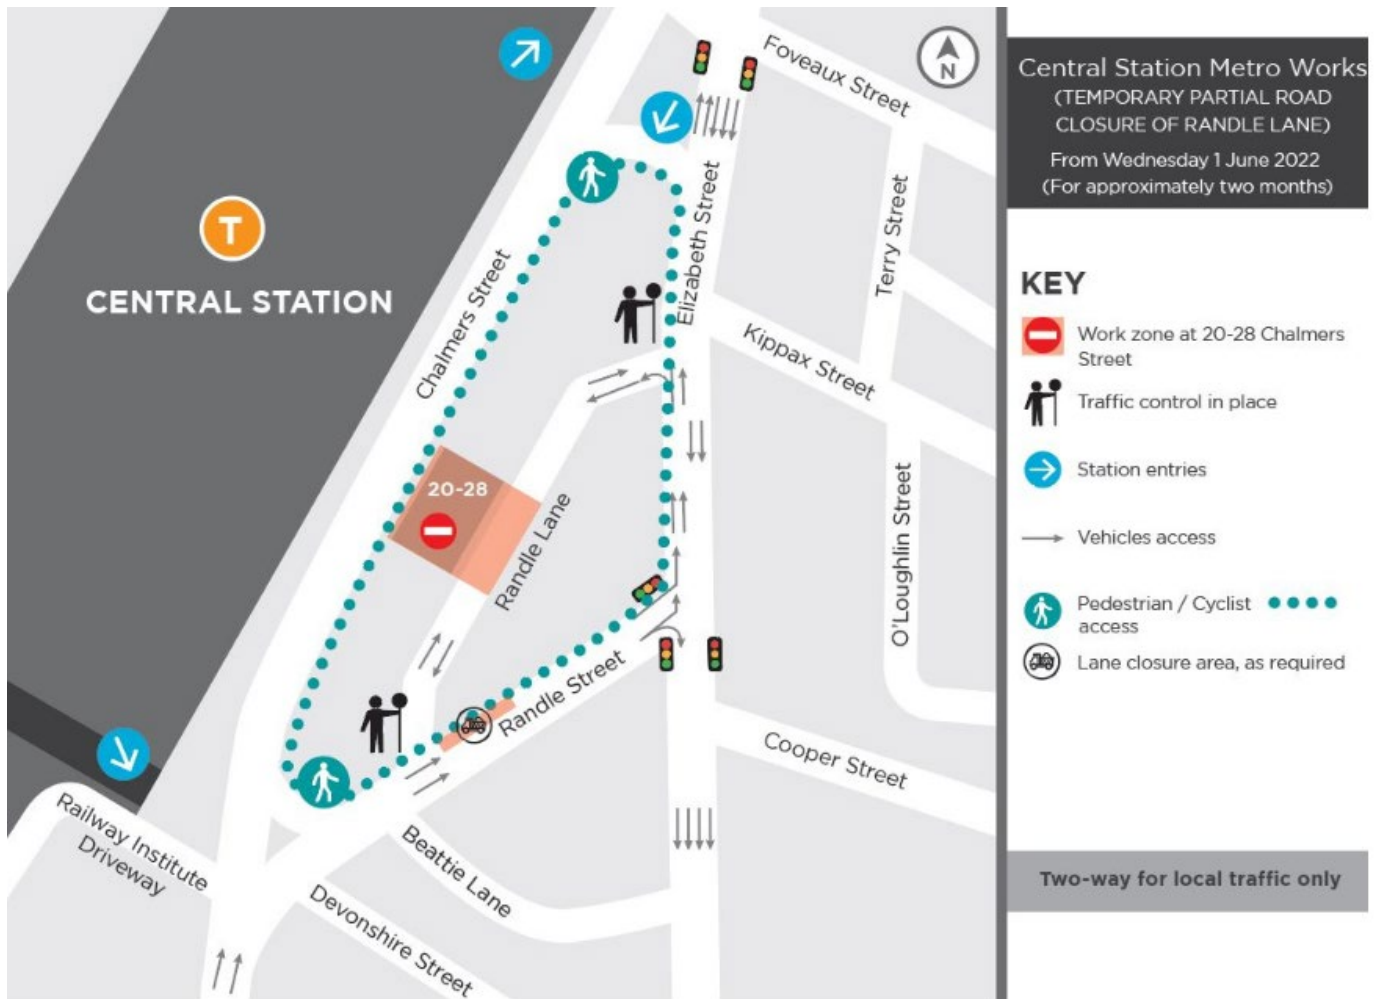 Foveaux Street
N
Elizabeth Street
Terry Street
T
CENTRAL STATION
Chalmers Street
Kippax Street
20-28
Randle Lane
O'Loughlin Street
Randle Street
Cooper Street
Railway Institute
Driveway
Beattie Lane
Devonshire Street
Central Station Metro Works
(TEMPORARY PARTIAL ROAD
CLOSURE OF RANDLE LANE)
From Wednesday 1 June 2022
(For approximately two months)
KEY
Work zone at 20-28 Chalmers
Street
Traffic control in place
Station entries
Vehicles access
Pedestrian / Cyclist
access
Lane closure area, as required
Two-way for local traffic only